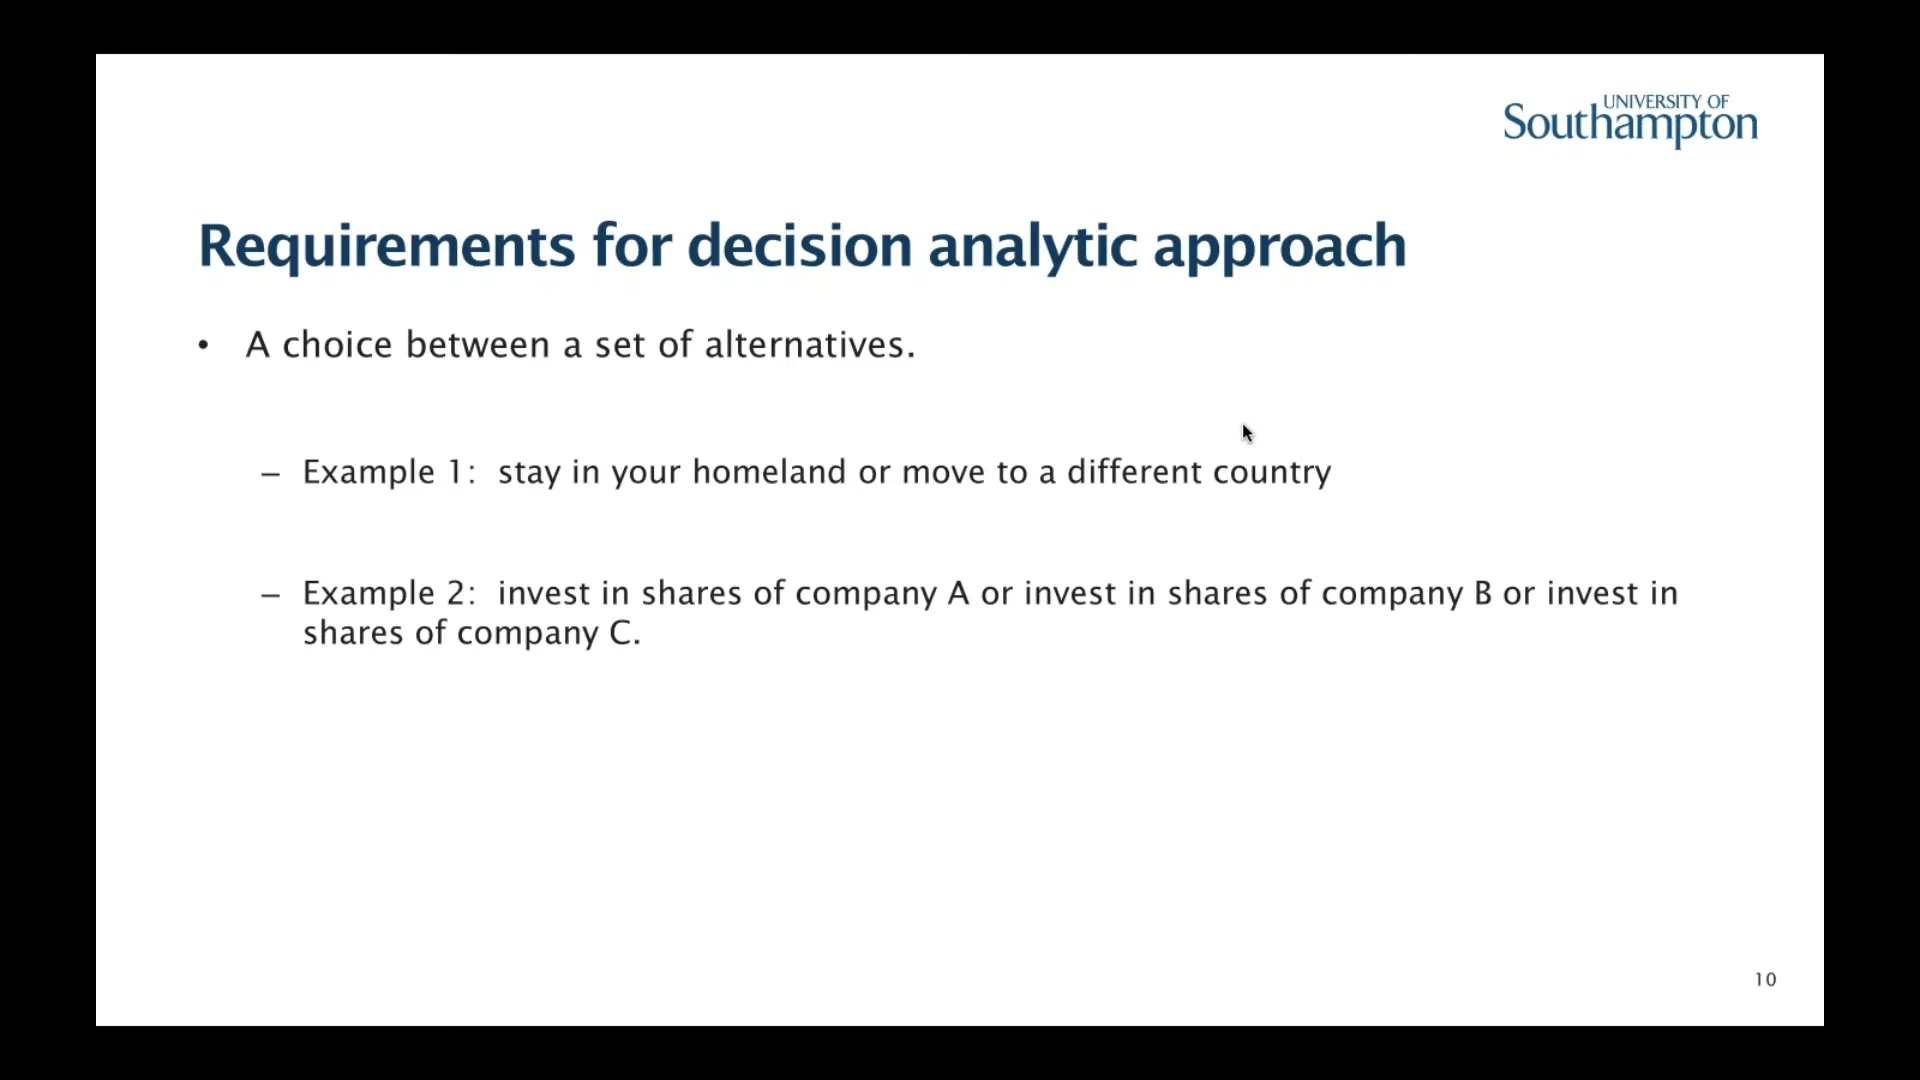 UNIVERSITY OF
Southampton
Requirements for decision analytic approach
• A choice between a set of alternatives.
– Example 1: stay in your homeland or move to a different country
– Example 2: invest in shares of company A or invest in shares of company B or invest in
shares of company C.
10